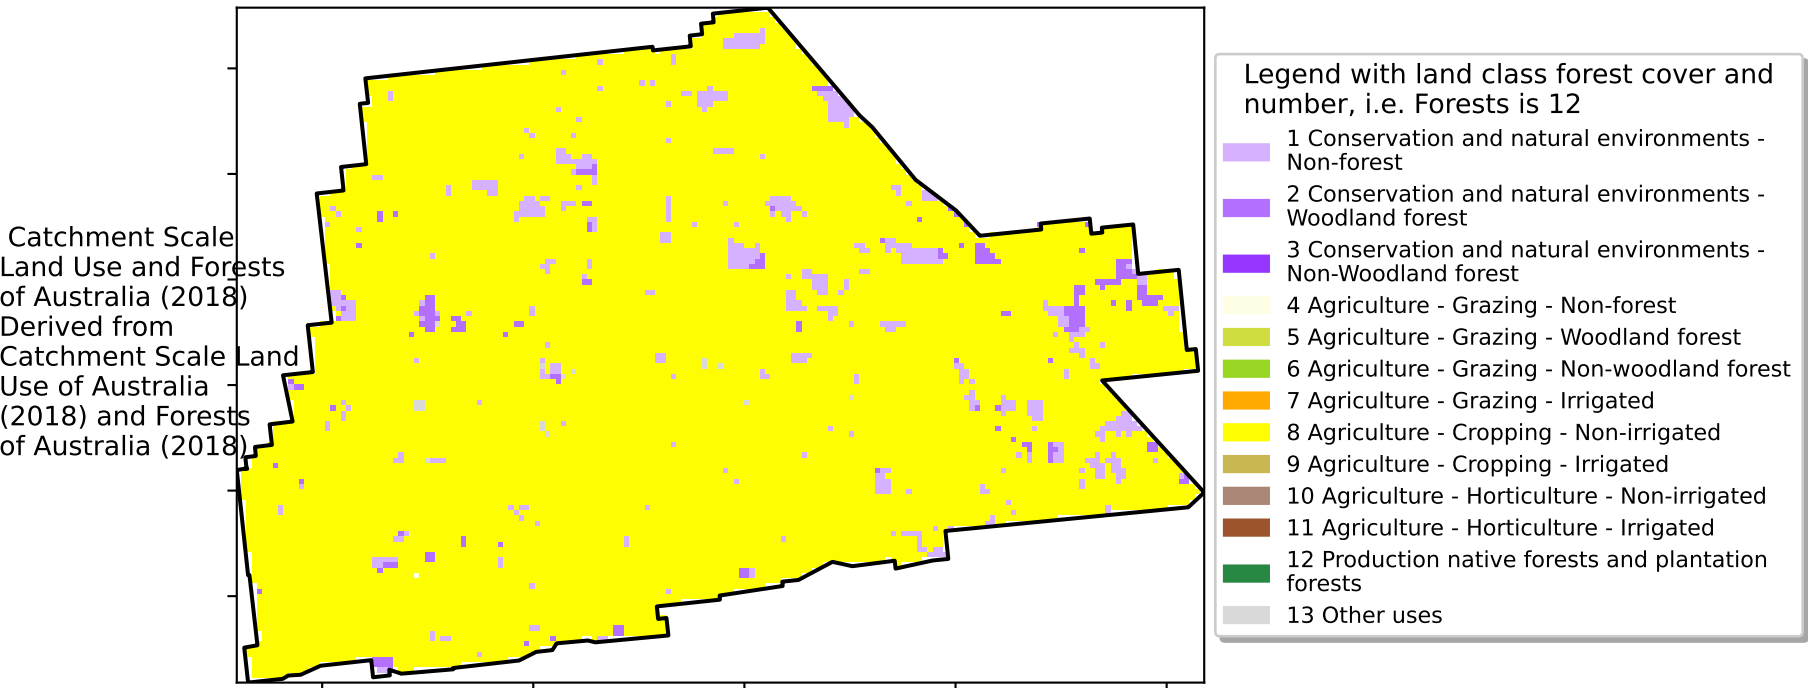 Catchment Scale
Land Use and Forests
of Australia (2018)
Derived from
Catchment Scale Land
Use of Australia
(2018) and Forests
of Australia (2018)
Legend with land class forest cover and
number, i.e. Forests is 12
1 Conservation and natural environments -
Non-forest
2 Conservation and natural environments -
Woodland forest
3 Conservation and natural environments -
Non-Woodland forest
4 Agriculture - Grazing - Non-forest
5 Agriculture - Grazing - Woodland forest
6 Agriculture - Grazing - Non-woodland forest
7 Agriculture - Grazing - Irrigated
8 Agriculture - Cropping - Non-irrigated
9 Agriculture - Cropping - Irrigated
10 Agriculture - Horticulture - Non-irrigated
11 Agriculture - Horticulture - Irrigated
12 Production native forests and plantation
forests
13 Other uses